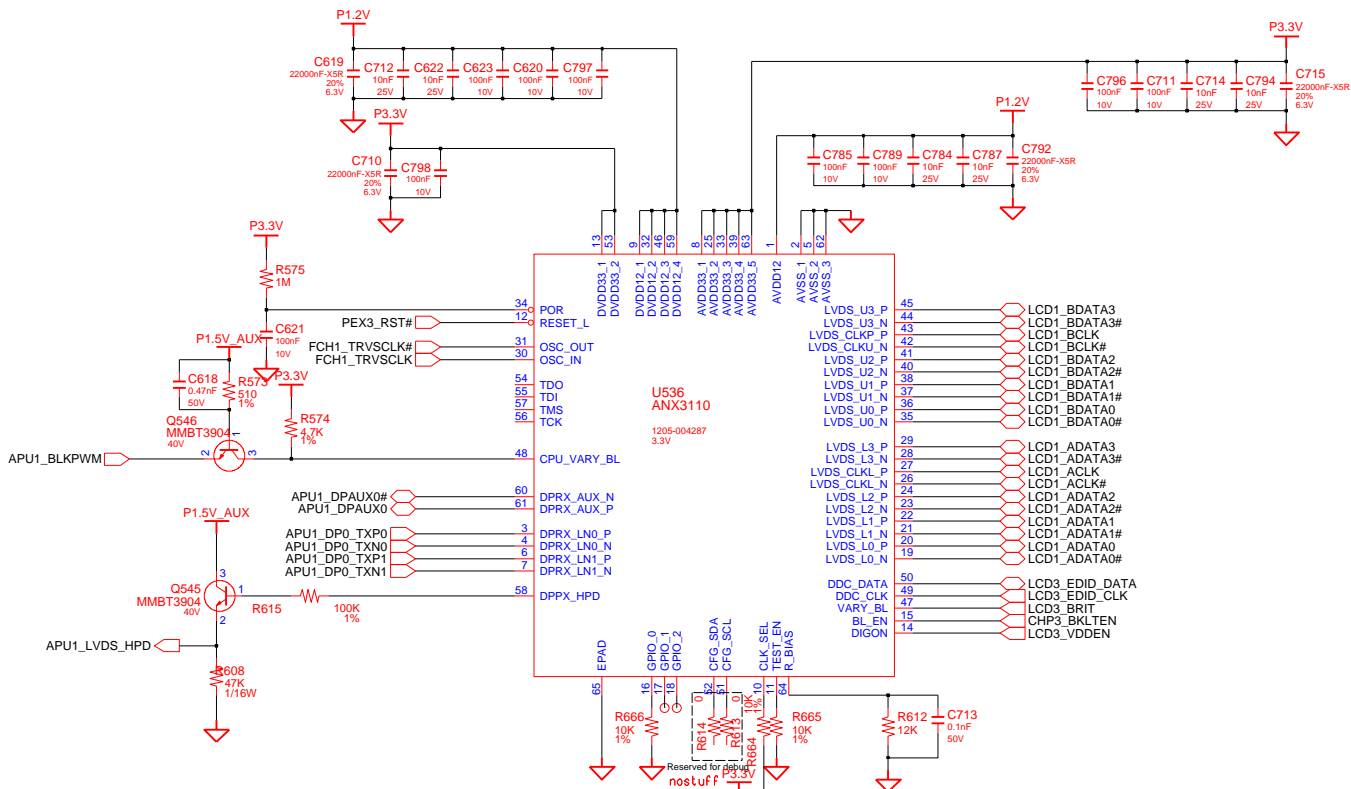 P1.2V
C619
22000nF-X5R
20%
6.3V
C712
10nF
25V
C622
10nF
25V
C623
100nF
10V
C620
100nF
10V
C797
100nF
10V
P3.3V
C796
100nF
10V
C711
100nF
10V
C714
10nF
25V
C794
10nF
25V
C715
22000nF-X5R
20%
6.3V
P3.3V
C710
22000nF-X5R
20%
6.3V
C798
100nF
10V
P1.2V
C785
100nF
10V
C789
100nF
10V
C784
10nF
25V
C787
10nF
25V
C792
22000nF-X5R
20%
6.3V
13 DVDD33_1
53 DVDD33_2
9 DVDD12_1
32 DVDD12_2
46 DVDD12_3
59 DVDD12_4
8 AVDD33_1
25 AVDD33_2
33 AVDD33_3
39 AVDD33_4
63 AVDD33_5
1 AVDD12
2 AVSS_1
5 AVSS_2
62 AVSS_3
P3.3V
R575
1M
C621
100nF
10V
34 POR
PEX3_RST# 12 RESET_L
FCH1_TRVSCLK# 31 OSC_OUT
FCH1_TRVSCLK 30 OSC_IN
54 TDO
55 TDI
57 TMS
56 TCK
P1.5V_AUX
C618
0.47nF
50V
R573
510
1%
P3.3V
R574
4.7K
1%
Q546
MMBT3904
40V
1
APU1_BLKPWM 2 3 48 CPU_VARY_BL
APU1_DPAUX0# 60 DPRX_AUX_N
APU1_DPAUX0 61 DPRX_AUX_P
APU1_DP0_TXP0 3 DPRX_LN0_P
APU1_DP0_TXN0 4 DPRX_LN0_N
APU1_DP0_TXP1 6 DPRX_LN1_P
APU1_DP0_TXN1 7 DPRX_LN1_N
P1.5V_AUX
3
Q545
MMBT3904
40V
1
2
R615
100K
1%
58 DPPX_HPD
APU1_LVDS_HPD
R608
47K
1/16W
U536
ANX3110
1205-004287
3.3V
LVDS_U3_P 45 LCD1_BDATA3
LVDS_U3_N 44 LCD1_BDATA3#
LVDS_CLKP_P 43 LCD1_BCLK
LVDS_CLKU_N 42 LCD1_BCLK#
LVDS_U2_P 41 LCD1_BDATA2
LVDS_U2_N 40 LCD1_BDATA2#
LVDS_U1_P 38 LCD1_BDATA1
LVDS_U1_N 37 LCD1_BDATA1#
LVDS_U0_P 36 LCD1_BDATA0
LVDS_U0_N 35 LCD1_BDATA0#
LVDS_L3_P 29 LCD1_ADATA3
LVDS_L3_N 28 LCD1_ADATA3#
LVDS_CLKL_P 27 LCD1_ACLK
LVDS_CLKL_N 26 LCD1_ACLK#
LVDS_L2_P 24 LCD1_ADATA2
LVDS_L2_N 23 LCD1_ADATA2#
LVDS_L1_P 22 LCD1_ADATA1
LVDS_L1_N 21 LCD1_ADATA1#
LVDS_L0_P 20 LCD1_ADATA0
LVDS_L0_N 19 LCD1_ADATA0#
DDC_DATA 50 LCD3_EDID_DATA
DDC_CLK 49 LCD3_EDID_CLK
VARY_BL 47 LCD3_BRIT
BL_EN 15 CHP3_BKLTEN
DIGON 14 LCD3_VDDEN
EPAD 65
GPIO_0 16
GPIO_1 17
GPIO_2 18
CFG_SDA 52
CFG_SCL 51
CLK_SEL 10
TEST_EN 11
R_BIAS 64
R666
10K
1%
R614
0
R613
0
R664
10K
1%
R665
10K
1%
R612
12K
C713
0.1nF
50V
Reserved for debug
nostuff
P3.3V